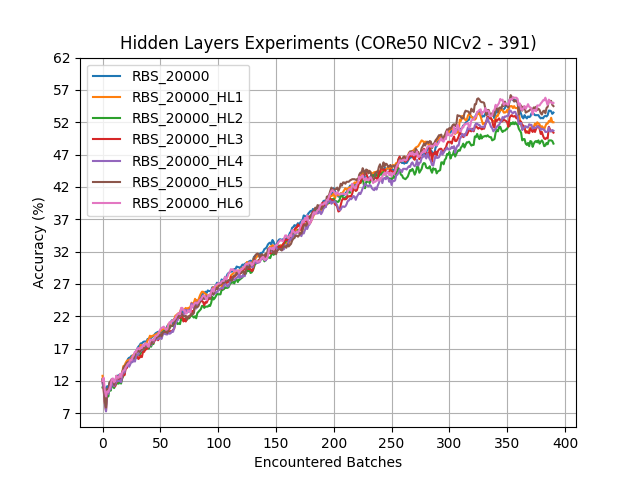 Hidden Layers Experiments (CORe50 NICv2 - 391)
RBS_20000
RBS_20000_HL1
RBS_20000_HL2
RBS_20000_HL3
RBS_20000_HL4
RBS_20000_HL5
RBS_20000_HL6
62
57
52
47
42
37
32
27
22
17
12
7
Accuracy (%)
0 50 100 150 200 250 300 350 400
Encountered Batches